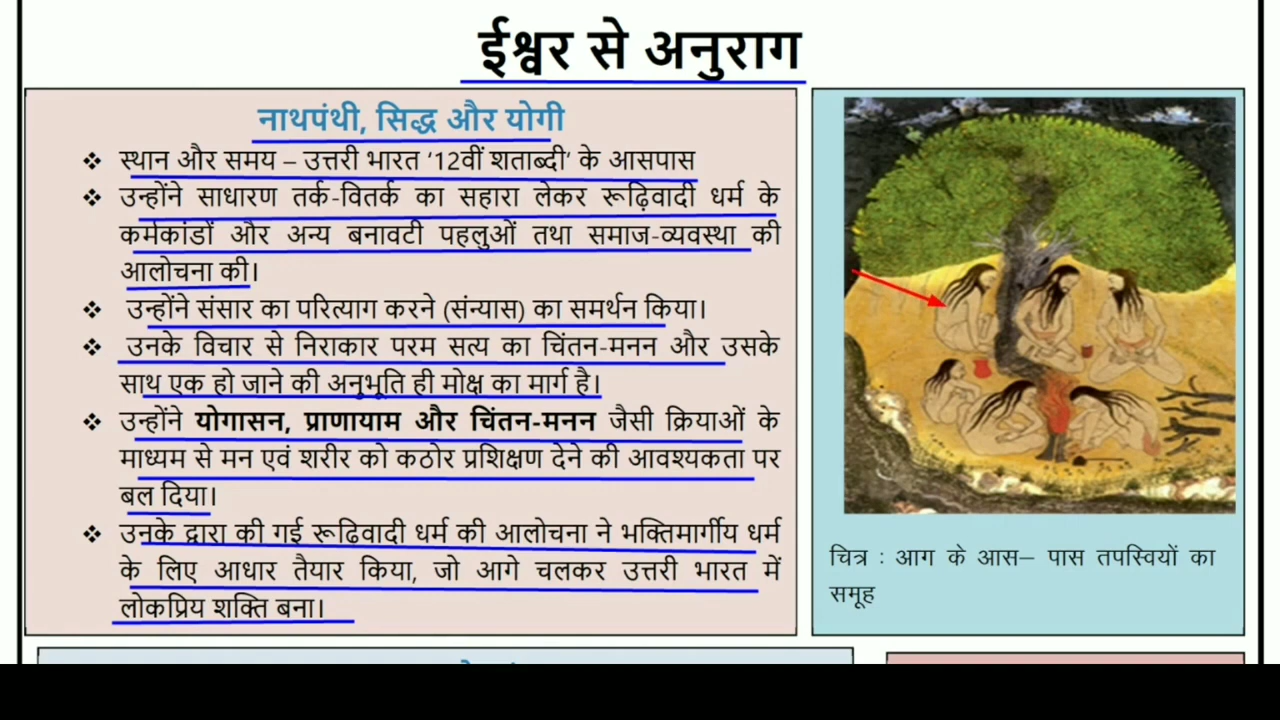 ईश्वर से अनुराग
नाथपंथी, सिद्ध और योगी
❖ स्थान और समय – उत्तरी भारत ‘12वीं शताब्दी’ के आसपास
❖ उन्होंने साधारण तर्क-वितर्क का सहारा लेकर रूढ़िवादी धर्म के
कर्मकांडों और अन्य बनावटी पहलुओं तथा समाज-व्यवस्था की
आलोचना की।
❖ उन्होंने संसार का परित्याग करने (संन्यास) का समर्थन किया।
❖ उनके विचार से निराकार परम सत्य का चिंतन-मनन और उसके
साथ एक हो जाने की अनुभूति ही मोक्ष का मार्ग है।
❖ उन्होंने योगासन, प्राणायाम और चिंतन-मनन जैसी क्रियाओं के
माध्यम से मन एवं शरीर को कठोर प्रशिक्षण देने की आवश्यकता पर
बल दिया।
❖ उनके द्वारा की गई रूढिवादी धर्म की आलोचना ने भक्तिमार्गीय धर्म
के लिए आधार तैयार किया, जो आगे चलकर उत्तरी भारत में
लोकप्रिय शक्ति बना।
चित्र : आग के आस– पास तपस्वियों का
समूह